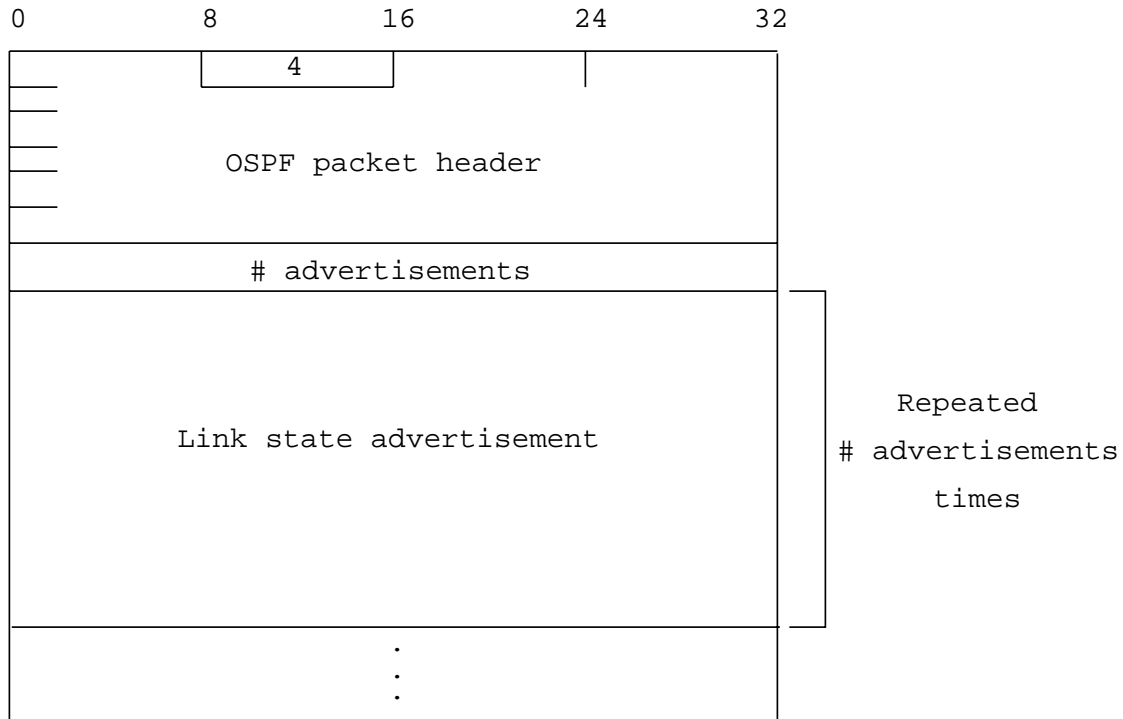 0 8 16 24 32
4
OSPF packet header
# advertisements
Link state advertisement
Repeated
# advertisements
times
.
.
.